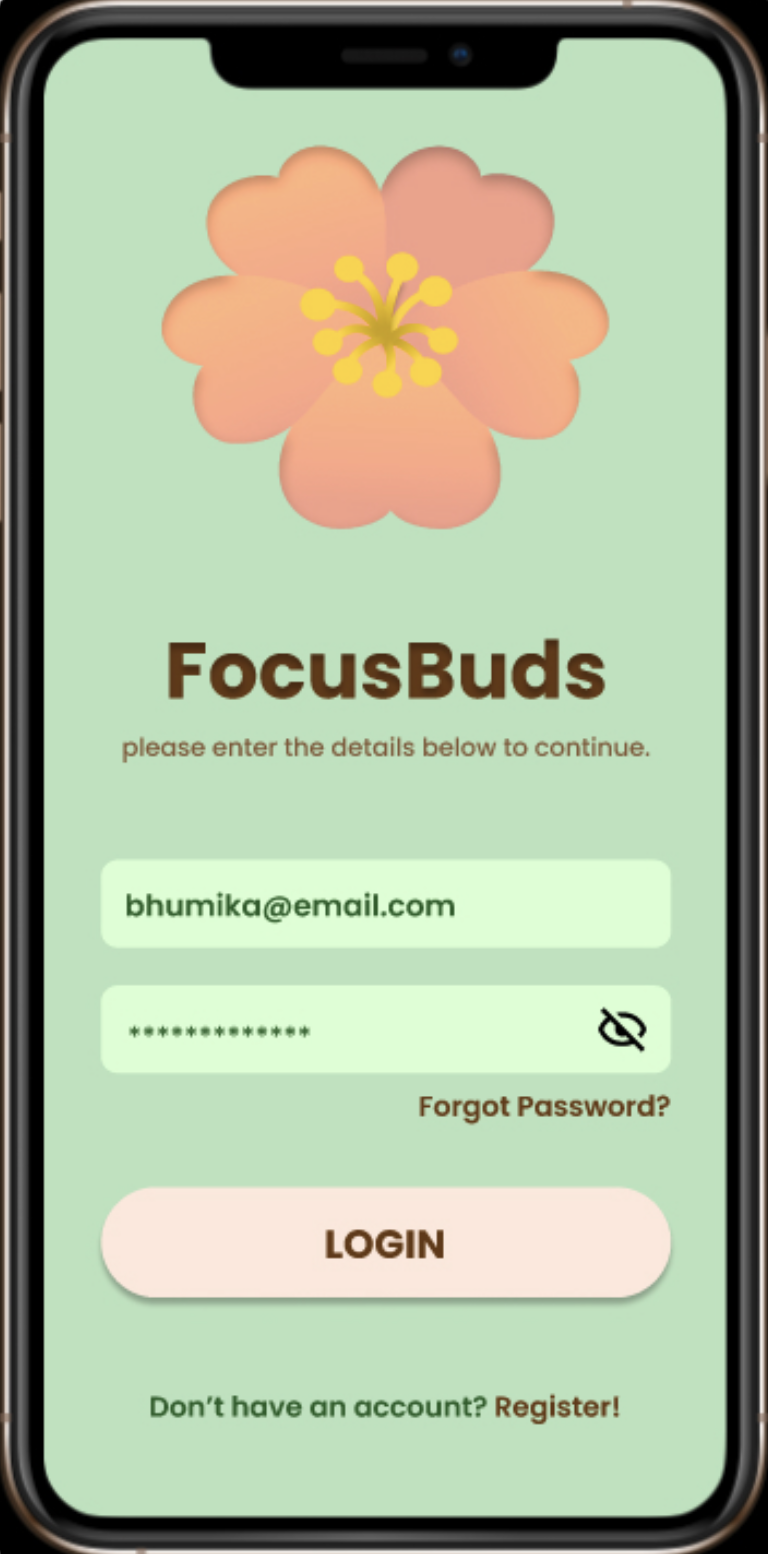 FocusBuds
please enter the details below to continue.
bhumika@email.com
*************
Forgot Password?
LOGIN
Don’t have an account? Register!